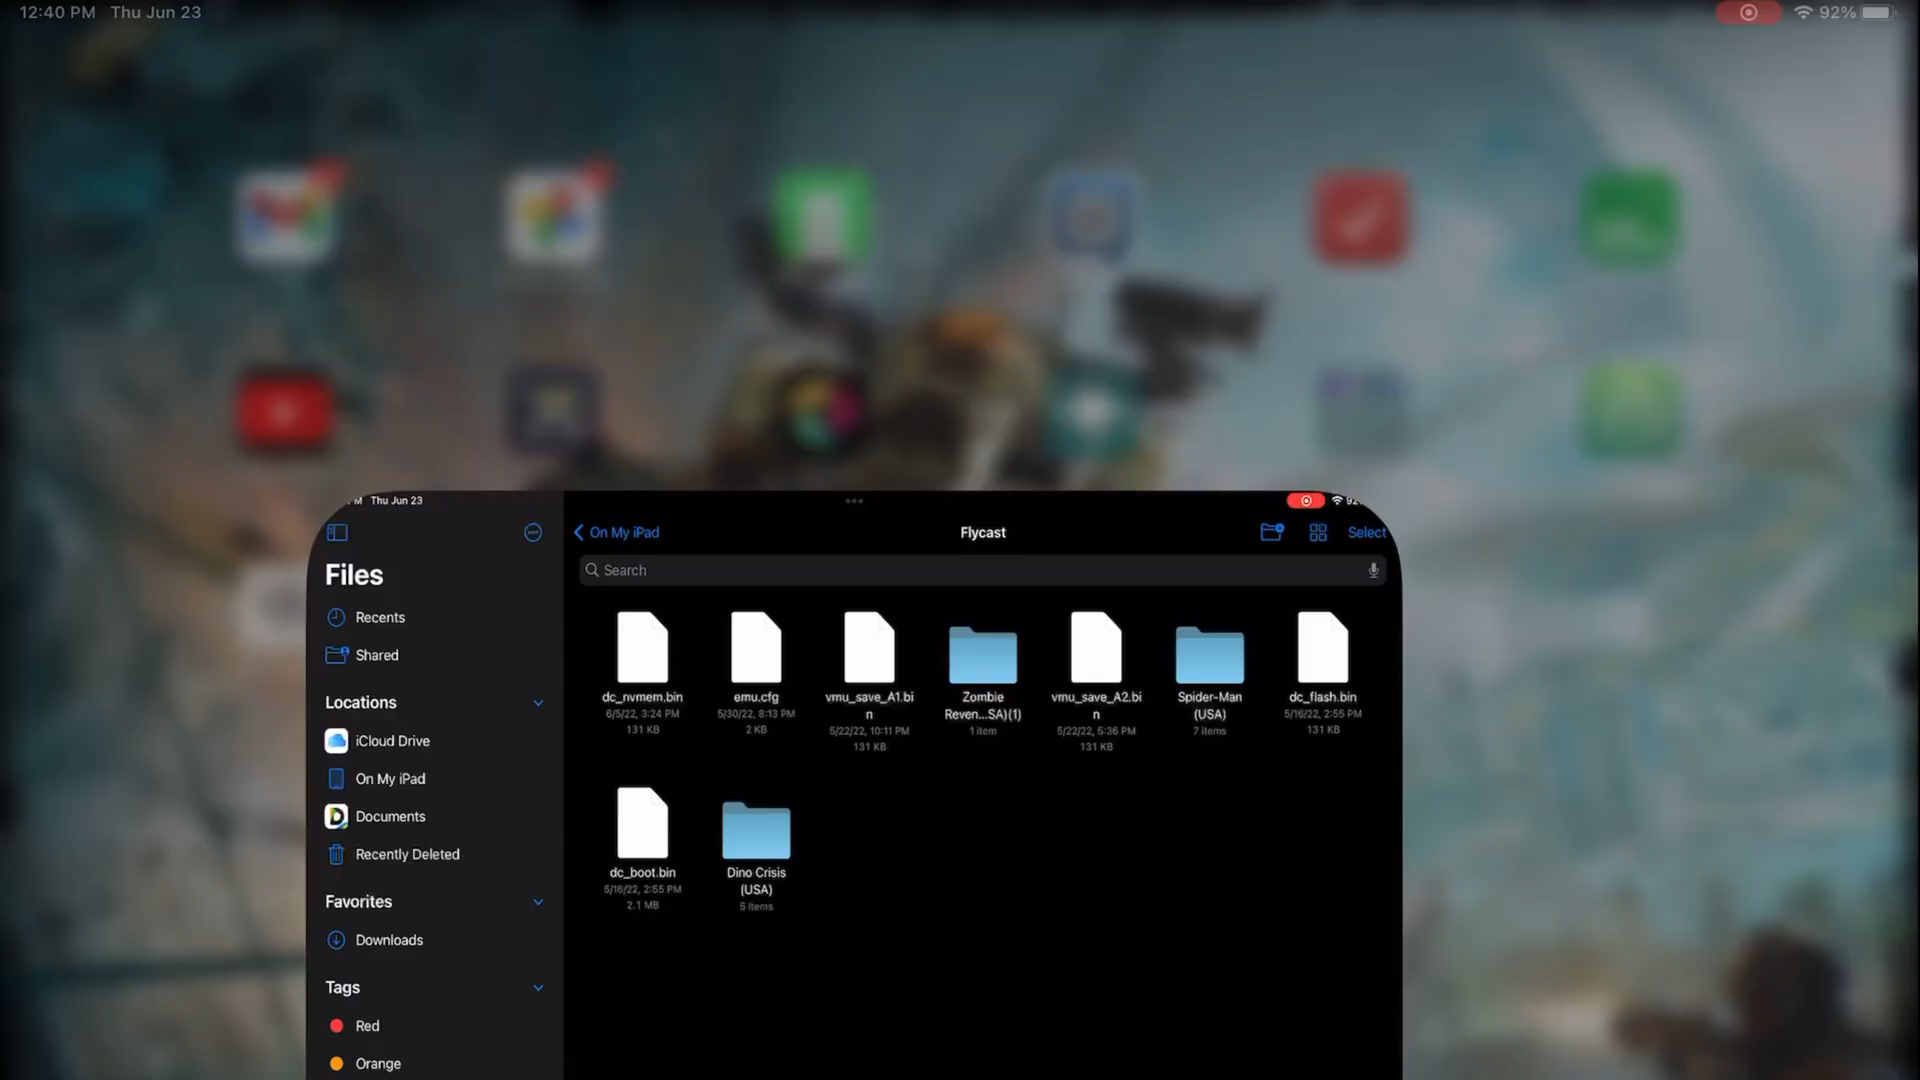 12:40 PM Thu Jun 23
92%
M Thu Jun 23
92
On My iPad
Flycast
Select
Files
Search
Recents
Shared
Locations
iCloud Drive
On My iPad
Documents
Recently Deleted
Favorites
Downloads
Tags
Red
Orange
dc_nvmem.bin
6/5/22, 3:24 PM
131 KB
emu.cfg
5/30/22, 8:13 PM
2 KB
vmu_save_A1.bi
n
5/22/22, 10:11 PM
131 KB
Zombie
Reven...SA)(1)
1 item
vmu_save_A2.bi
n
5/22/22, 5:36 PM
131 KB
Spider-Man
(USA)
7 items
dc_flash.bin
5/16/22, 2:55 PM
131 KB
dc_boot.bin
5/16/22, 2:55 PM
2.1 MB
Dino Crisis
(USA)
5 items